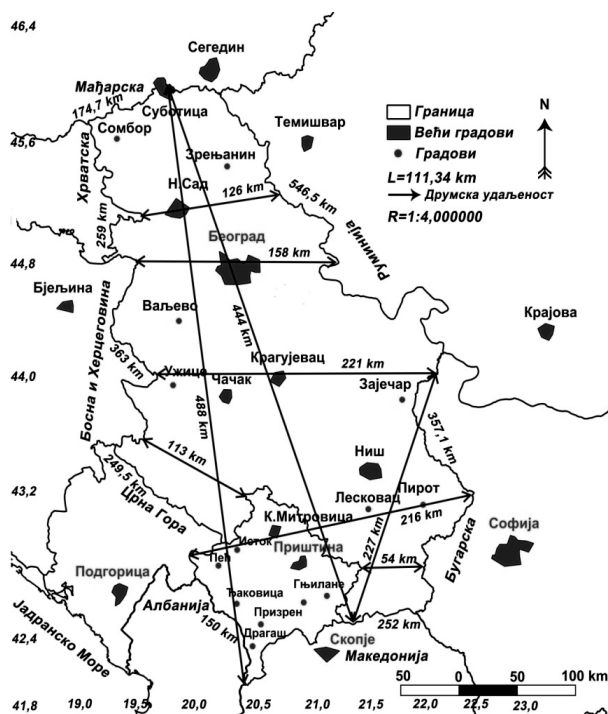 46,4
Сегедин
Мађарска
174,7 km
Суботица
Сомбор
Темишвар
45,6
Хрватска
Зрењанин
Н.Сад
126 km
546,5 km
259 km
Београд
158 km
Румунија
44,8
Бјељина
Ваљево
444 km
Крајова
Босна и Херцеговина
363 km
Ужице
Крагујевац
221 km
44,0
Чачак
Зајечар
488 km
357,1 km
113 km
Ниш
249,5 km
43,2
Црна Гора
Лесковац
Пирот
К.Митровица
216 km
Бугарска
Софија
Исток
Пећ
Приштина
227 km
54 km
Подгорица
Албанија
Ђаковица
Гњилане
Јадранско Море
150 km
Призрен
252 km
42,4
Драгаш
Скопје
Македонија
41,8
19,0
19,5
20,0
20,5
21,0
21,5
22,0
22,5
23,0
N
Граница
Већи градови
Градови
L=111,34 km
Друмска удаљеност
R=1:4,000000
50
0
50
100 km